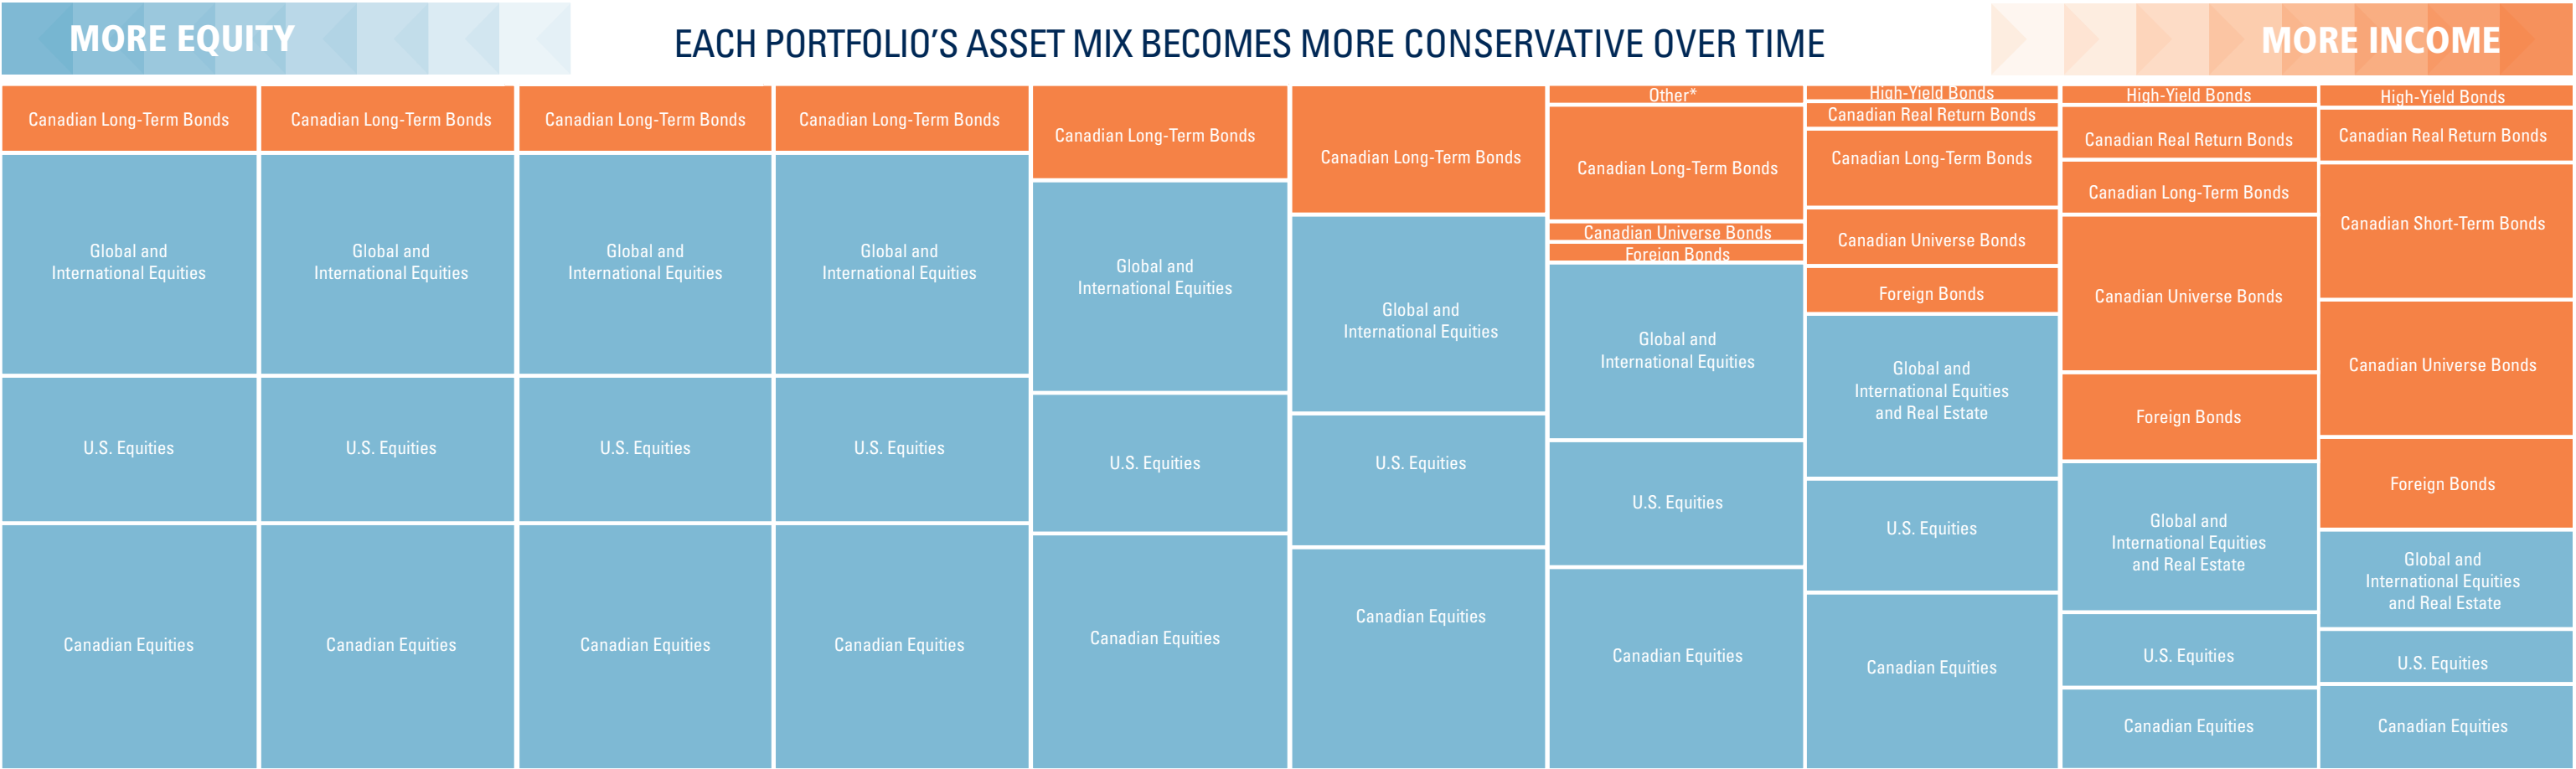 MORE EQUITY
EACH PORTFOLIO'S ASSET MIX BECOMES MORE CONSERVATIVE OVER TIME
MORE INCOME
Canadian Long-Term Bonds
Global and
International Equities
U.S. Equities
Canadian Equities
Canadian Long-Term Bonds
Global and
International Equities
U.S. Equities
Canadian Equities
Canadian Long-Term Bonds
Global and
International Equities
U.S. Equities
Canadian Equities
Canadian Long-Term Bonds
Global and
International Equities
U.S. Equities
Canadian Equities
Canadian Long-Term Bonds
Global and
International Equities
U.S. Equities
Canadian Equities
Canadian Long-Term Bonds
Global and
International Equities
U.S. Equities
Canadian Equities
Other*
Canadian Long-Term Bonds
Canadian Universe Bonds
Foreign Bonds
Global and
International Equities
U.S. Equities
Canadian Equities
High-Yield Bonds
Canadian Real Return Bonds
Canadian Long-Term Bonds
Canadian Universe Bonds
Foreign Bonds
Global and
International Equities
and Real Estate
U.S. Equities
Canadian Equities
High-Yield Bonds
Canadian Real Return Bonds
Canadian Long-Term Bonds
Canadian Universe Bonds
Foreign Bonds
Global and
International Equities
and Real Estate
U.S. Equities
Canadian Equities
High-Yield Bonds
Canadian Real Return Bonds
Canadian Short-Term Bonds
Canadian Universe Bonds
Foreign Bonds
Global and
International Equities
and Real Estate
U.S. Equities
Canadian Equities